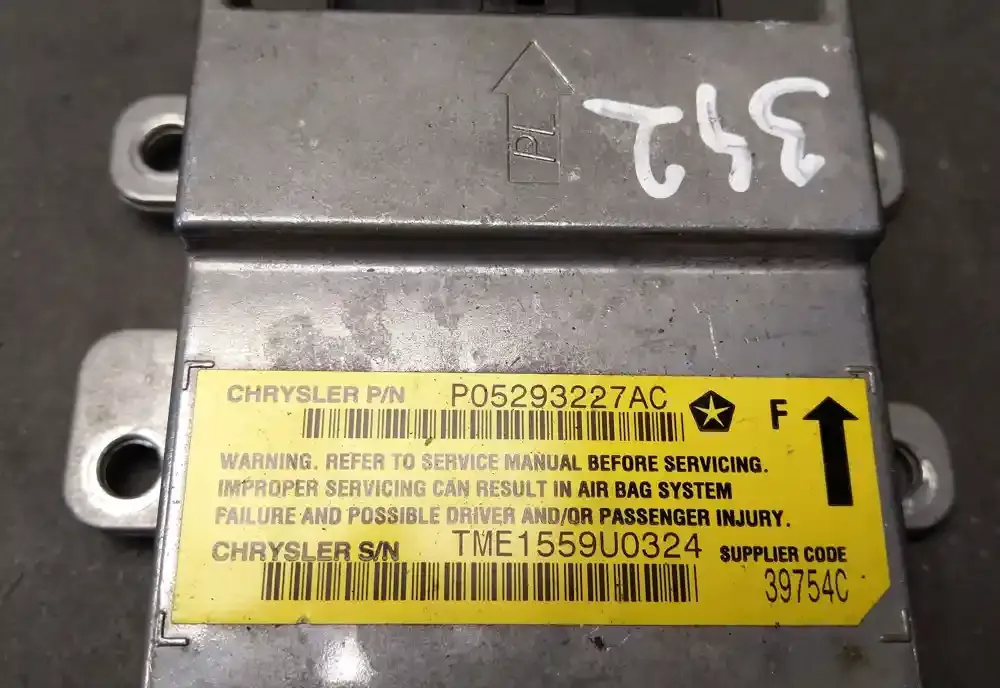 342
PL
CHRYSLER P/N P05293227AC F
WARNING. REFER TO SERVICE MANUAL BEFORE SERVICING.
IMPROPER SERVICING CAN RESULT IN AIR BAG SYSTEM
FAILURE AND POSSIBLE DRIVER AND/OR PASSENGER INJURY.
CHRYSLER S/N TME1559U0324 SUPPLIER CODE
39754C